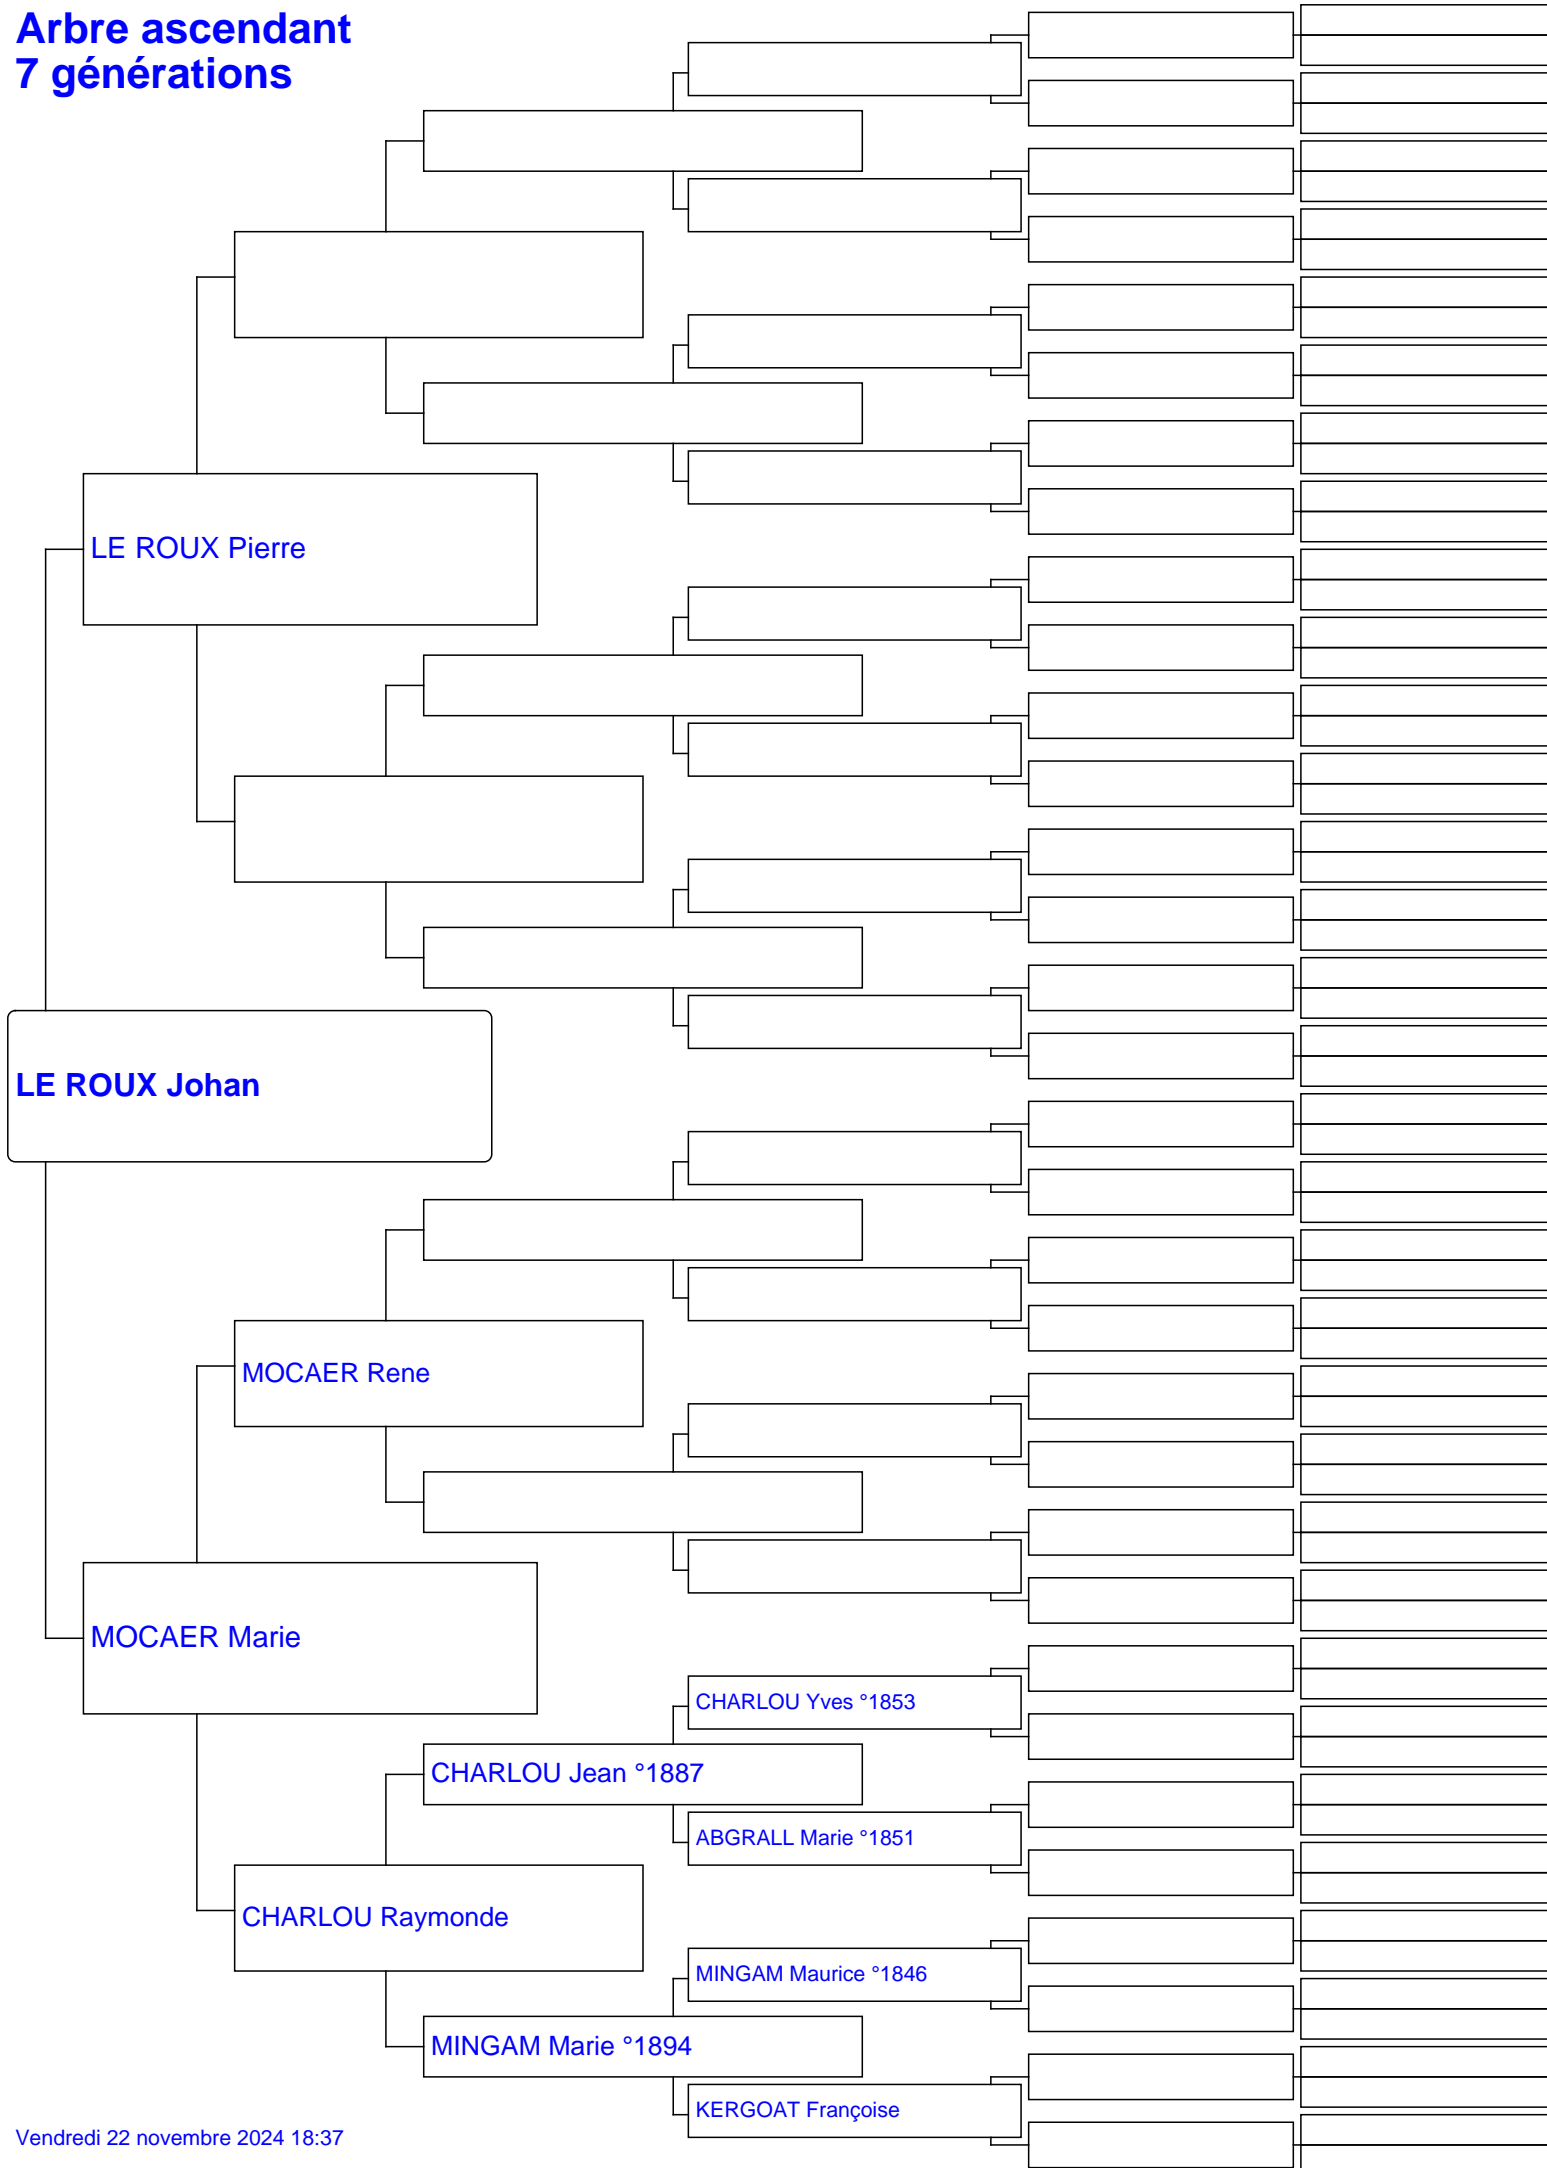 Arbre ascendant
7 générations
LE ROUX Pierre
LE ROUX Johan
MOCAER Rene
MOCAER Marie
CHARLOU Yves °1853
CHARLOU Jean °1887
ABGRALL Marie °1851
CHARLOU Raymonde
MINGAM Maurice °1846
MINGAM Marie °1894
KERGOAT Françoise
Vendredi 22 novembre 2024 18:37